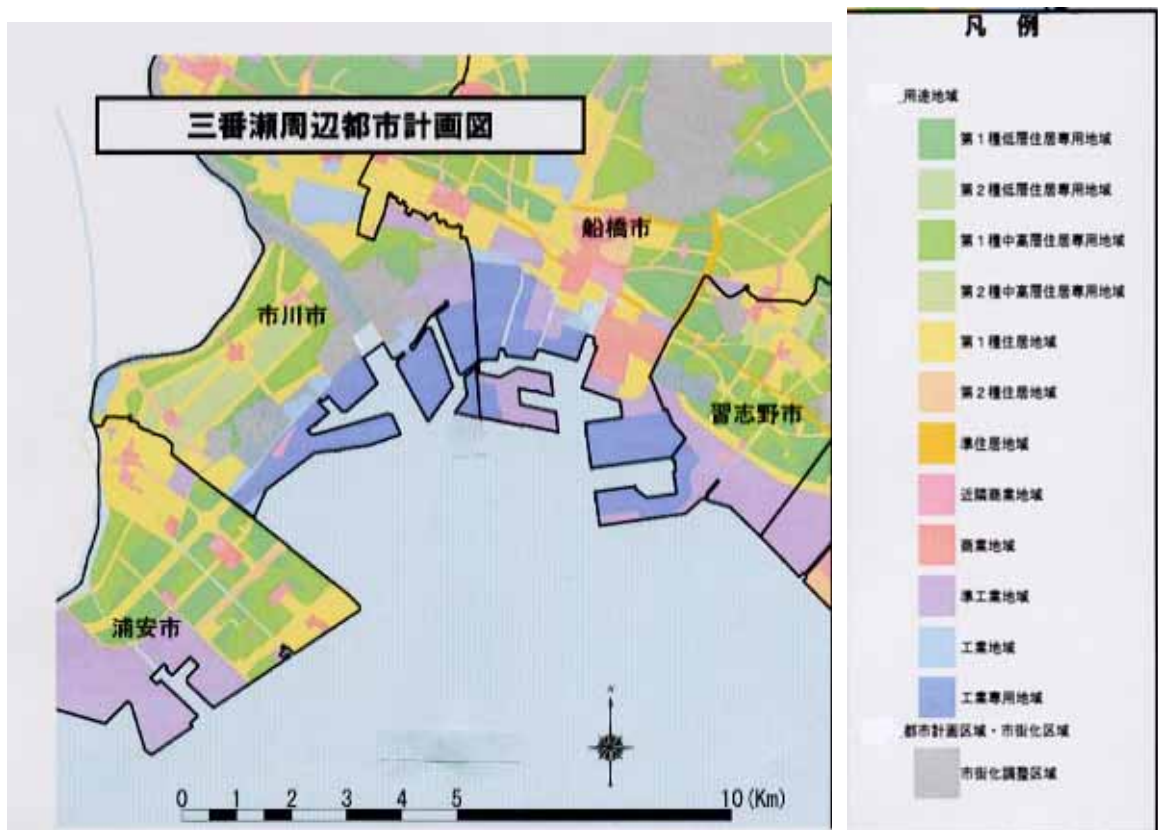 三番瀬周辺都市計画図
船橋市
市川市
習志野市
浦安市
N
0 1 2 3 4 5 10(Km)
凡 例
用途地域
第1種低層住居専用地域
第2種低層住居専用地域
第1種中高層住居専用地域
第2種中高層住居専用地域
第1種住居地域
第2種住居地域
準住居地域
近隣商業地域
商業地域
準工業地域
工業地域
工業専用地域
都市計画区域・市街化区域
市街化調整区域